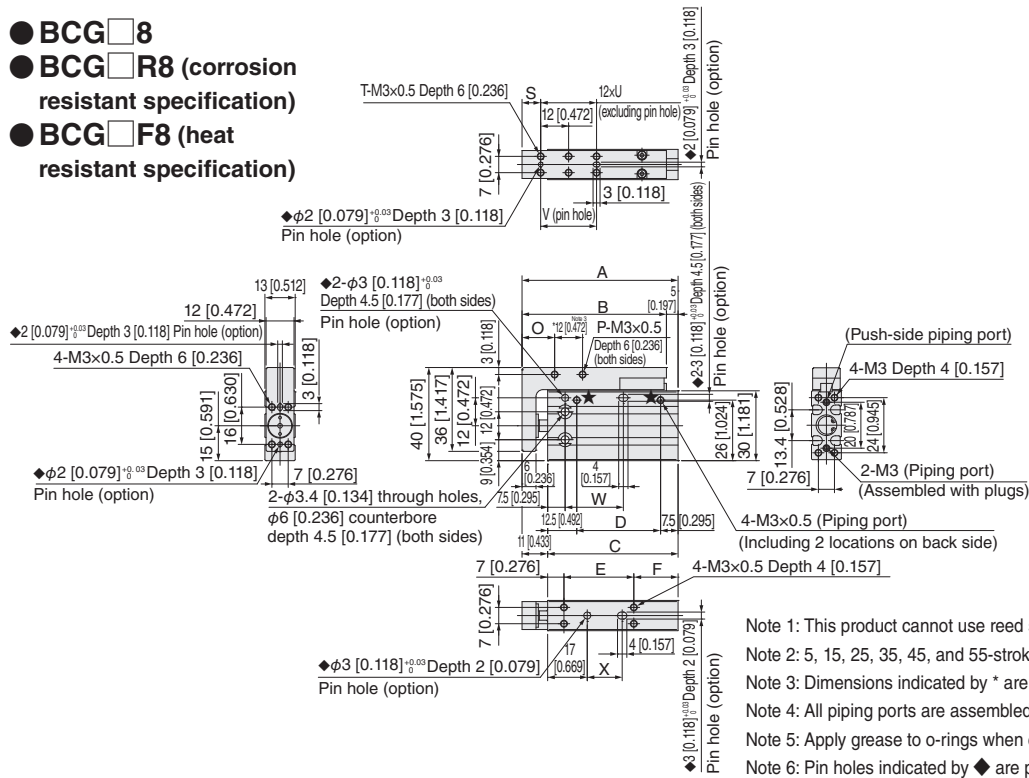 ● BCG□8
● BCG□R8 (corrosion
resistant specification)
● BCG□F8 (heat
resistant specification)
T-M3×0.5 Depth 6 [0.236]
S
12×U
(excluding pin hole)
12 [0.472]
7 [0.276]
3 [0.118]
V (pin hole)
◆2 [0.079] +0.03 0 Depth 3 [0.118]
Pin hole (option)
◆φ2 [0.079] +0.03 0 Depth 3 [0.118]
Pin hole (option)
13 [0.512]
12 [0.472]
◆2 [0.079] +0.03 0 Depth 3 [0.118] Pin hole (option)
4-M3×0.5 Depth 6 [0.236]
3 [0.118]
15 [0.591]
16 [0.630]
◆φ2 [0.079] +0.03 0 Depth 3 [0.118]
Pin hole (option)
7 [0.276]
◆2-φ3 [0.118] +0.03 0
Depth 4.5 [0.177] (both sides)
Pin hole (option)
A
5
[0.197]
B
O
*12 [0.472]
Note 3
P-M3×0.5
Depth 6 [0.236]
(both sides)
◆2-3 [0.118] +0.03 0 Depth 4.5 [0.177] (both sides)
Pin hole (option)
3 [0.118]
40 [1.575]
36 [1.417]
12 [0.472]
12 [0.472]
9 [0.354]
★
★
26 [1.024]
30 [1.181]
6
[0.236]
7.5 [0.295]
4
[0.157]
W
12.5 [0.492]
D
7.5 [0.295]
11 [0.433]
C
2-φ3.4 [0.134] through holes,
φ6 [0.236] counterbore
depth 4.5 [0.177] (both sides)
4-M3×0.5 (Piping port)
(Including 2 locations on back side)
(Push-side piping port)
4-M3 Depth 4 [0.157]
13.4 [0.528]
20 [0.787]
24 [0.945]
7 [0.276]
2-M3 (Piping port)
(Assembled with plugs)
7 [0.276]
E
F
4-M3×0.5 Depth 4 [0.157]
7 [0.276]
17
[0.669]
X
4 [0.157]
◆φ3 [0.118] +0.03 0 Depth 2 [0.079]
Pin hole (option)
◆3 [0.118] +0.03 0 Depth 2 [0.079]
Pin hole (option)
Note 1: This product cannot use reed
Note 2: 5, 15, 25, 35, 45, and 55-strok
Note 3: Dimensions indicated by * are
Note 4: All piping ports are assembled
Note 5: Apply grease to o-rings when
Note 6: Pin holes indicated by ◆ are p